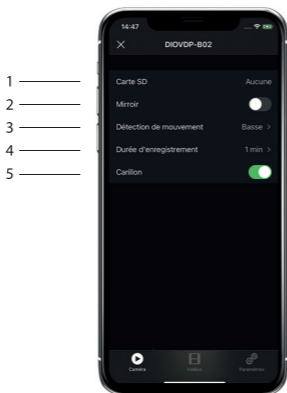 14:47
DIOVDP-B02
1 Carte SD Aucune
2 Mirroir
3 Détection de mouvement Basse >
4 Durée d'enregistrement 1 min >
5 Carillon
Caméra Vidéos Paramètres